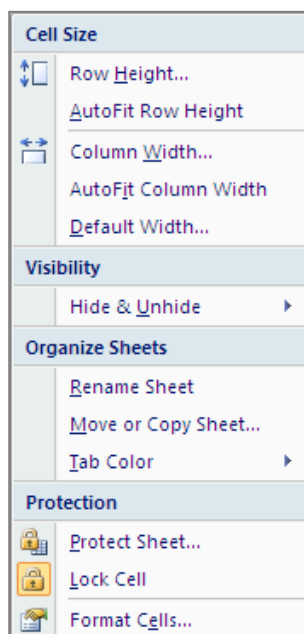 Cell Size
Row Height...
AutoFit Row Height
Column Width...
AutoFit Column Width
Default Width...
Visibility
Hide & Unhide
Organize Sheets
Rename Sheet
Move or Copy Sheet...
Tab Color
Protection
Protect Sheet...
Lock Cell
Format Cells...